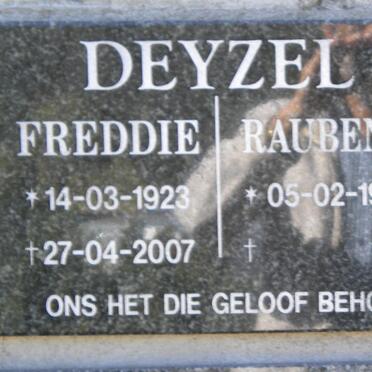 DEYZEL
FREDDIE RAUBEN
* 14-03-1923 * 05-02-19
† 27-04-2007 †
ONS HET DIE GELOOF BEHO